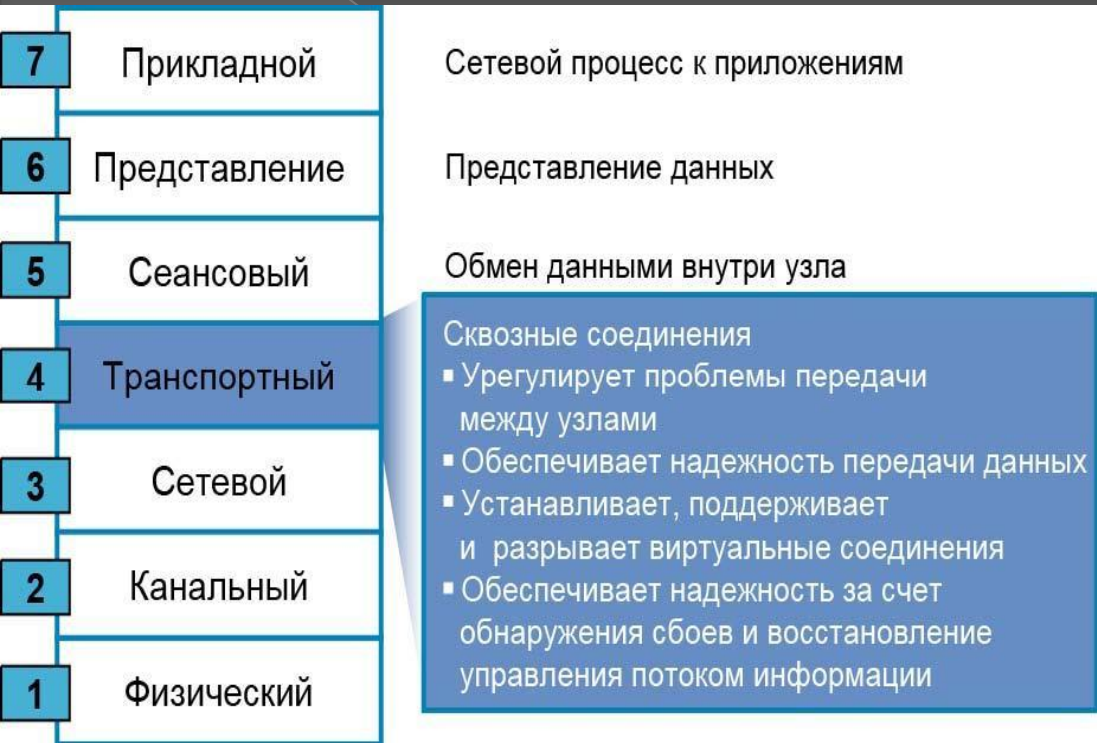 7 Прикладной Сетевой процесс к приложениям
6 Представление Представление данных
5 Сеансовый Обмен данными внутри узла
4 Транспортный
Сквозные соединения
▪ Урегулирует проблемы передачи
между узлами
▪ Обеспечивает надежность передачи данных
▪ Устанавливает, поддерживает
и разрывает виртуальные соединения
▪ Обеспечивает надежность за счет
обнаружения сбоев и восстановление
управления потоком информации
3 Сетевой
2 Канальный
1 Физический